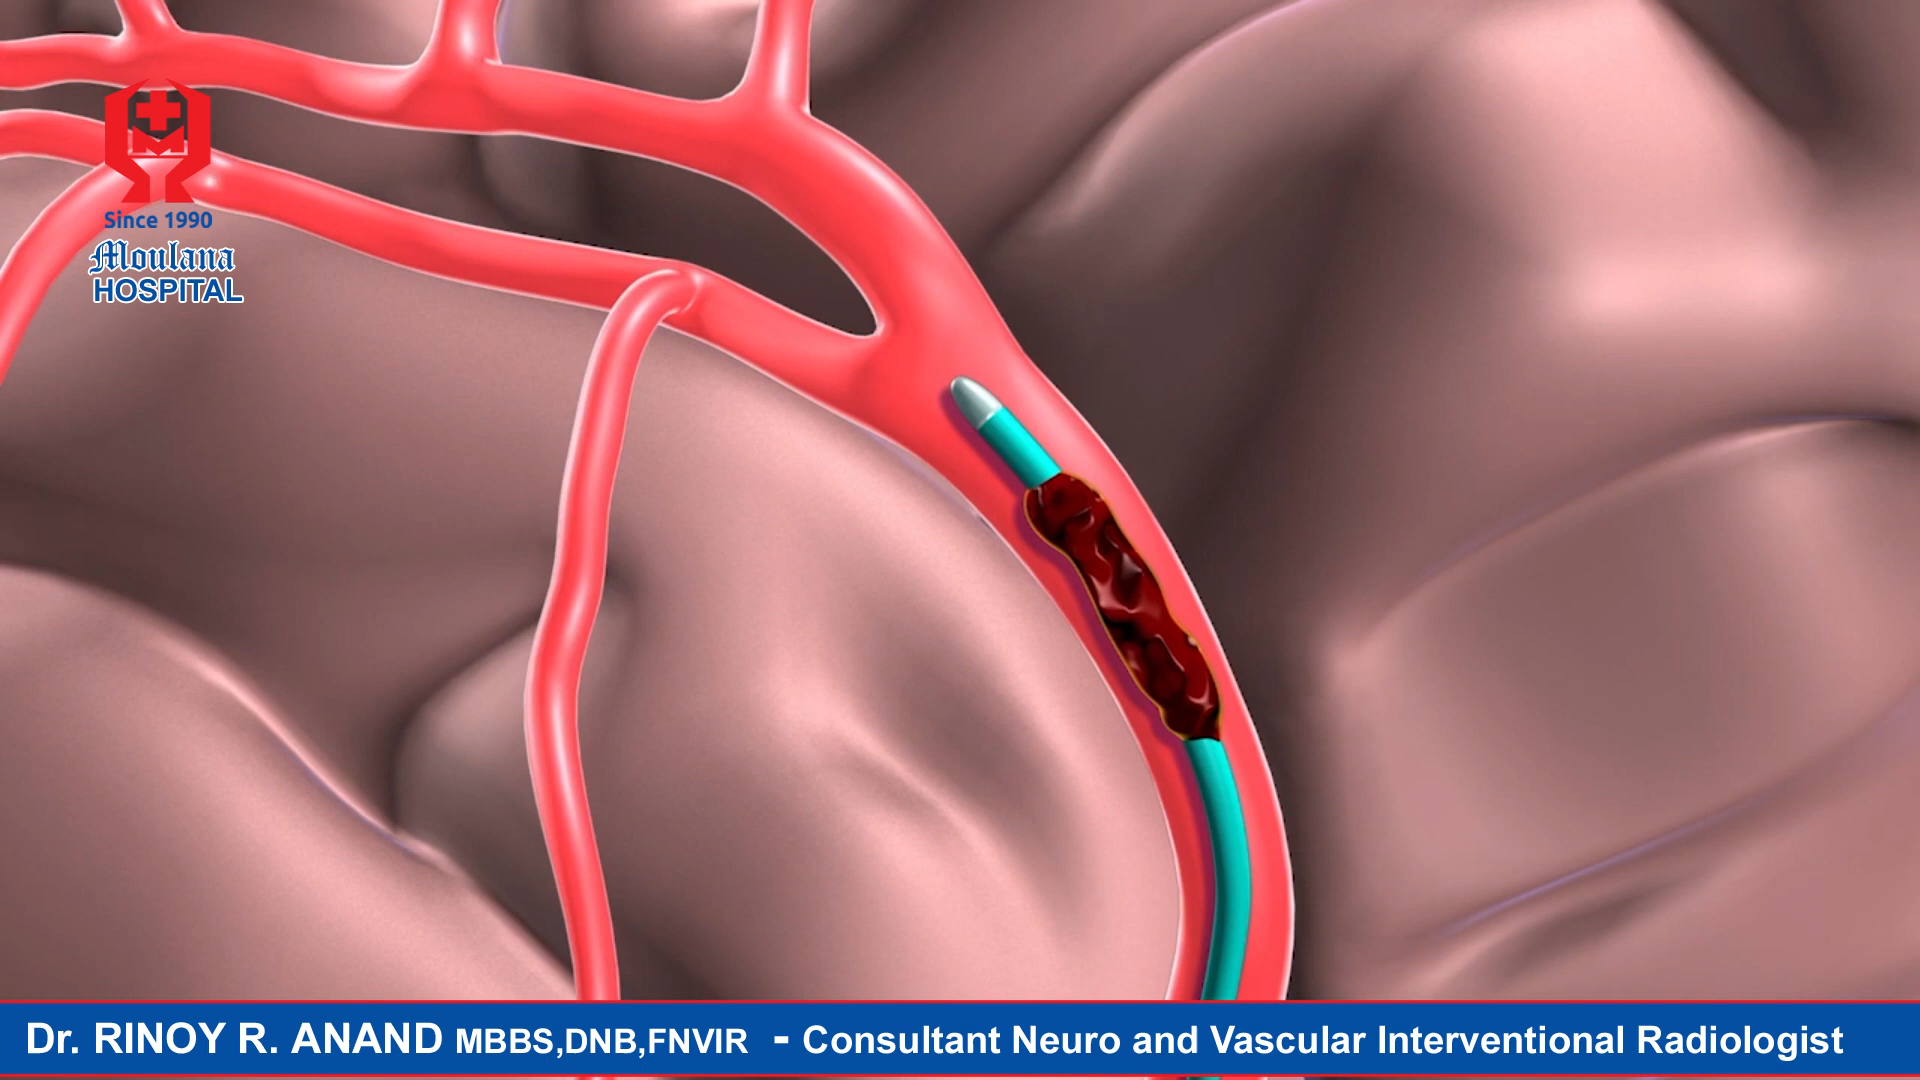 M
Since 1990
Moulana
HOSPITAL
Dr. RINOY R. ANAND MBBS,DNB,FNVIR - Consultant Neuro and Vascular Interventional Radiologist